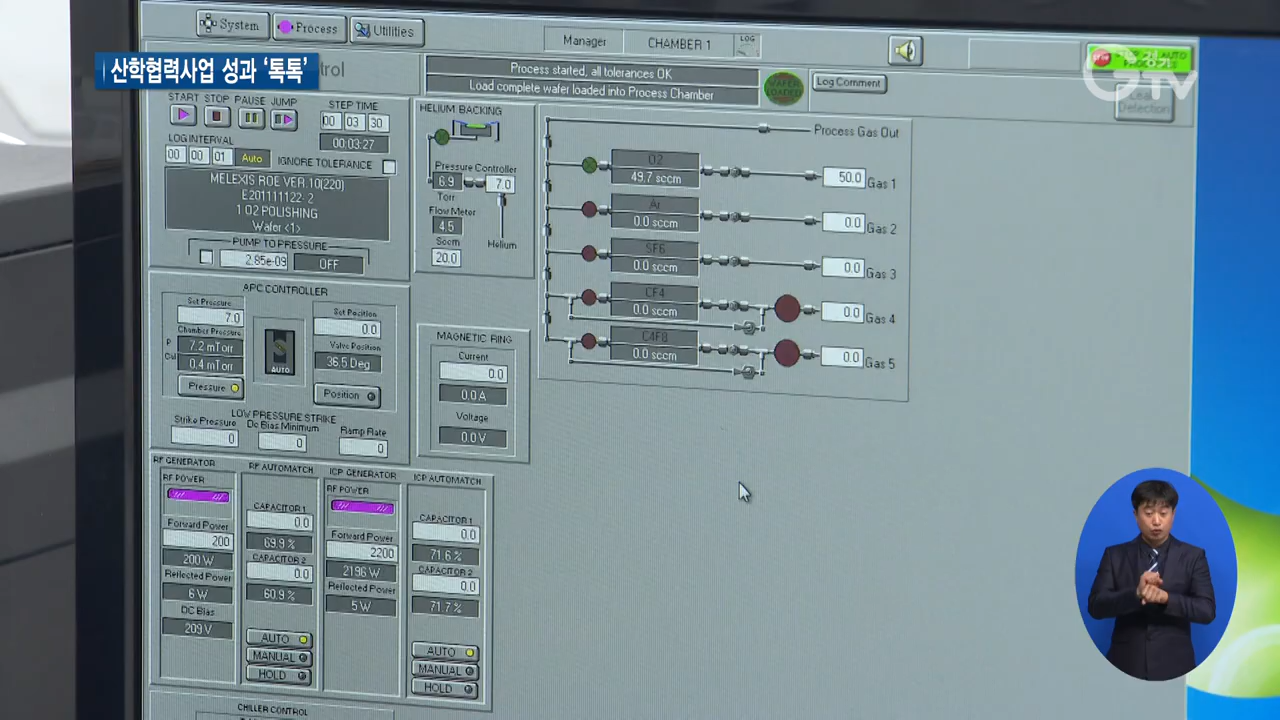 System
Process
Utilities
Manager
CHAMBER 1
LOG
산학협력사업 성과 '톡톡'
Process started, all tolerances OK
Load complete wafer loaded into Process Chamber
WAFER LOADED
Log Comment
경기
GTV
Detection
START STOP PAUSE JUMP
STEP TIME
00 03 30
00:03:27
LOG INTERVAL
00 00 01 Auto
IGNORE TOLERANCE
MELEXIS ROE VER.10(220)
E201111122-2
1 O2 POLISHING
Wafer <1>
PUMP TO PRESSURE
2.85e-09
OFF
HELIUM BACKING
Pressure Controller
6.9
7.0
Torr
Flow Meter
4.5
Sccm
20.0
Helium
Process Gas Out
O2
49.7 sccm
50.0 Gas 1
Ar
0.0 sccm
0.0 Gas 2
SF6
0.0 sccm
0.0 Gas 3
CF4
0.0 sccm
0.0 Gas 4
C4F8
0.0 sccm
0.0 Gas 5
APC CONTROLLER
Set Pressure
7.0
Chamber Pressure
7.2 mTorr
0.4 mTorr
Pressure
AUTO
Set Position
0.0
Valve Position
36.5 Deg
Position
LOW PRESSURE STRIKE
Strike Pressure
0
Dc Bias Minimum
0
Ramp Rate
0
MAGNETIC RING
Current
0.0
0.0 A
Voltage
0.0 V
RF GENERATOR
RF POWER
Forward Power
200
200 W
Reflected Power
6 W
DC Bias
209 V
RF AUTOMATCH
CAPACITOR 1
0.0
69.9 %
CAPACITOR 2
0.0
60.9 %
AUTO
MANUAL
HOLD
ICP GENERATOR
RF POWER
Forward Power
2200
2196 W
Reflected Power
5 W
ICP AUTOMATCH
CAPACITOR 1
0.0
71.6 %
CAPACITOR 2
0.0
71.7 %
AUTO
MANUAL
HOLD
CHILLER CONTROL